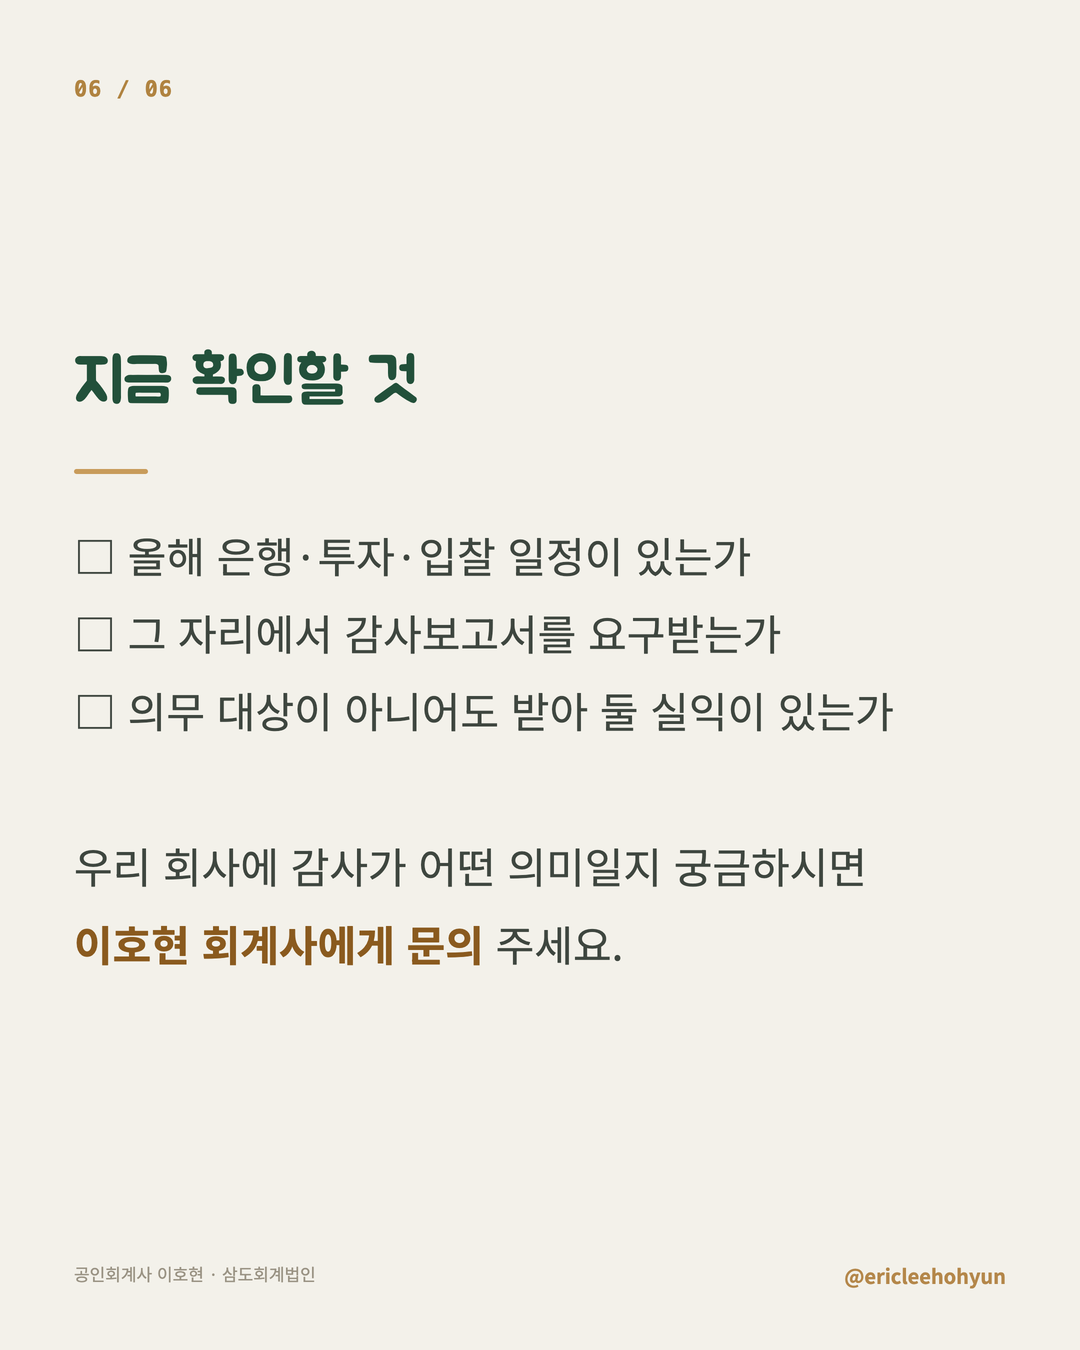 06 / 06
지금 확인할 것
□ 올해 은행·투자·입찰 일정이 있는가
□ 그 자리에서 감사보고서를 요구받는가
□ 의무 대상이 아니어도 받아 둘 실익이 있는가
우리 회사에 감사가 어떤 의미일지 궁금하시면
이호현 회계사에게 문의 주세요.
공인회계사 이호현 · 삼도회계법인
@ericleehohyun